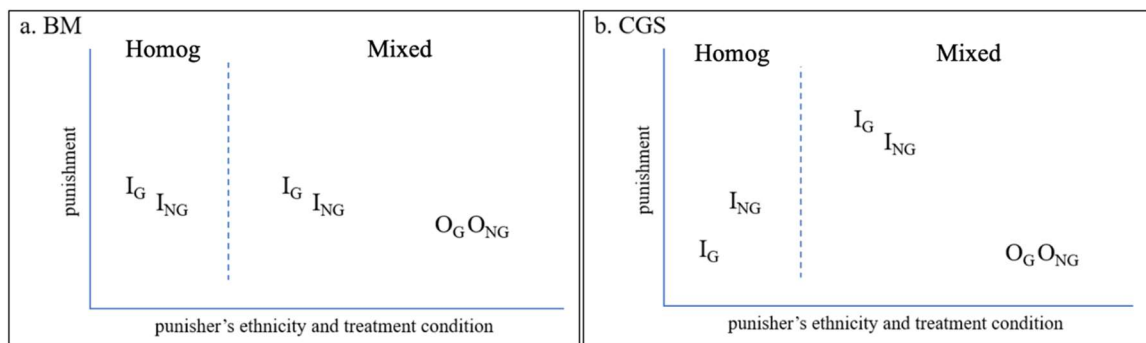 a. BM
Homog Mixed
punishment
I_G I_NG
I_G I_NG
O_G O_NG
punisher's ethnicity and treatment condition
b. CGS
Homog Mixed
punishment
I_G I_NG
I_G I_NG
O_G O_NG
punisher's ethnicity and treatment condition